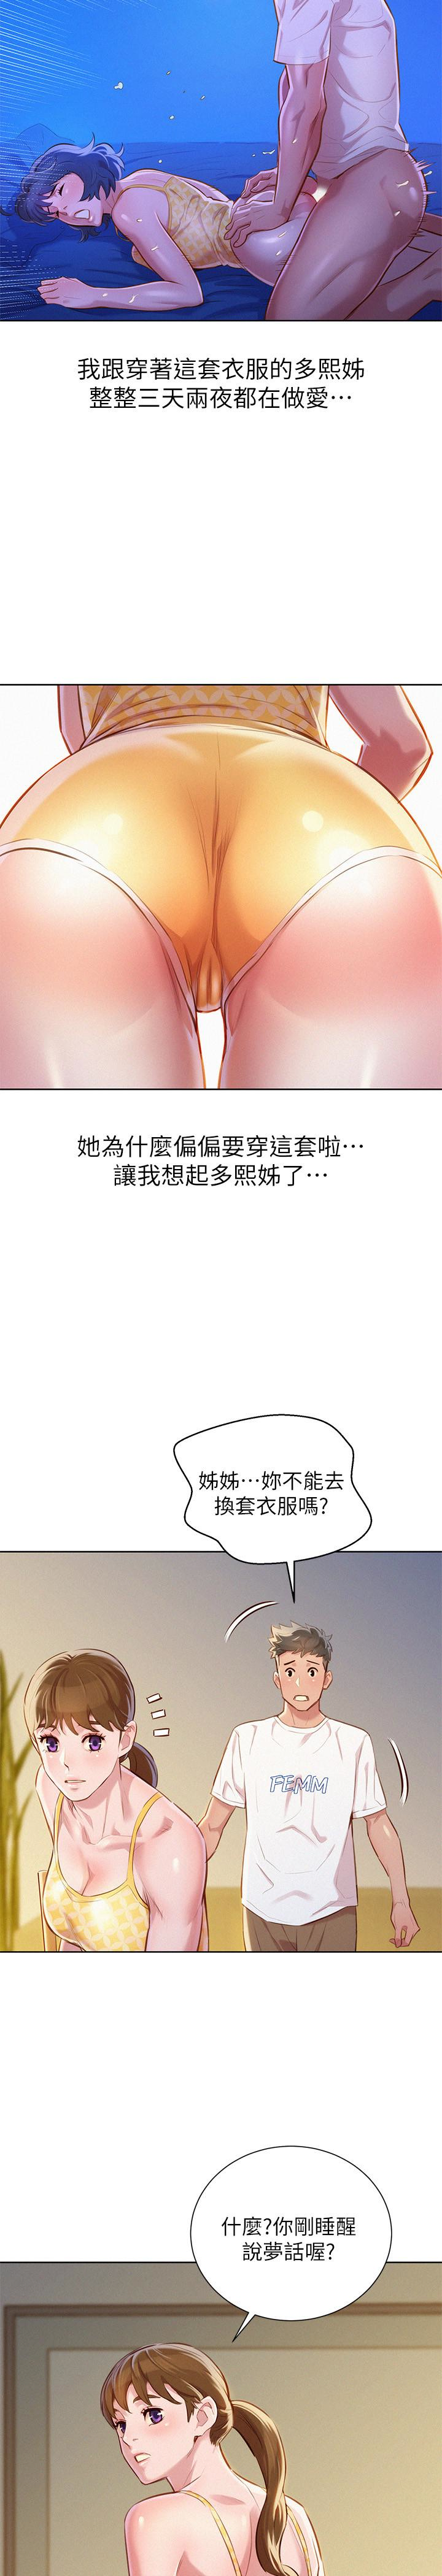 我跟穿著這套衣服的多熙姊
整整三天兩夜都在做愛⋯
她為什麼偏偏要穿這套啦⋯
讓我想起多熙姊了⋯
姊姊⋯妳不能去
換套衣服嗎?
FEMM
什麼?你剛睡醒
說夢話喔?